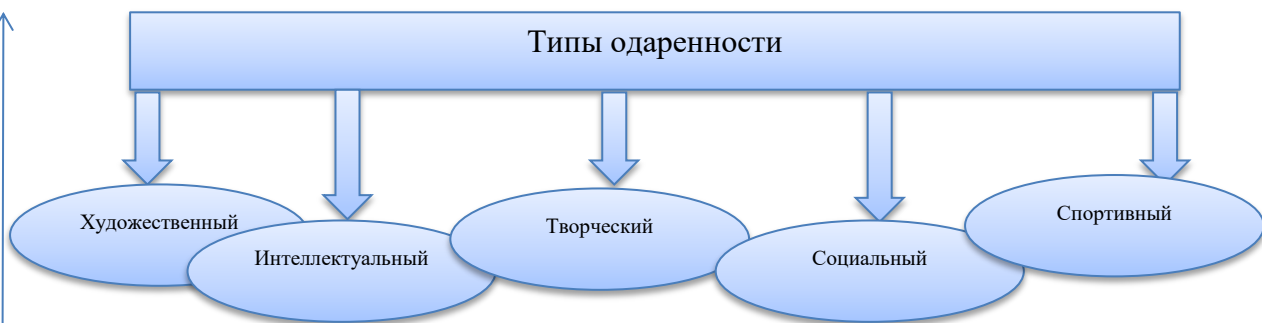 Типы одаренности
Художественный
Интеллектуальный
Творческий
Социальный
Спортивный